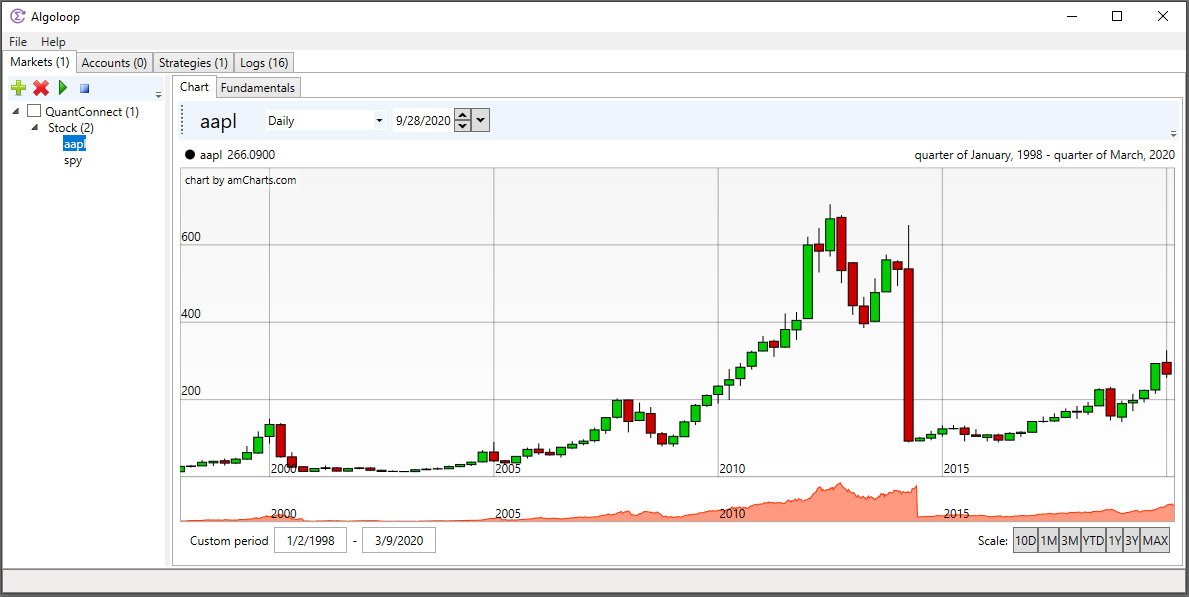 Algoloop
File Help
Markets (1) Accounts (0) Strategies (1) Logs (16)
QuantConnect (1)
Stock (2)
aapl
spy
Chart Fundamentals
aapl Daily 9/28/2020
aapl 266.0900 quarter of January, 1998 - quarter of March, 2020
chart by amCharts.com
600
400
200
2000 2005 2010 2015
2000 2005 2010 2015
Custom period 1/2/1998 - 3/9/2020 Scale: 10D 1M 3M YTD 1Y 3Y MAX